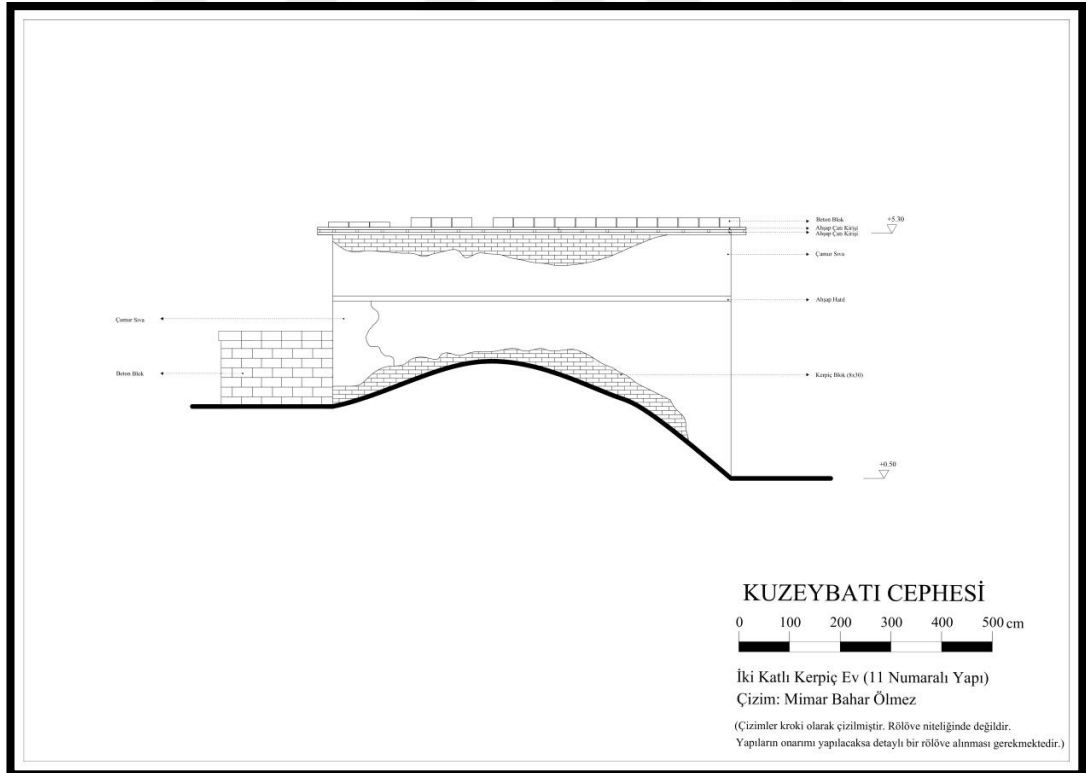 Beton Blok
+5.30
Ahşap Çatı Kirişi
Ahşap Çatı Kirişi
Çamur Sıva
Ahşap Hatıl
Çamur Sıva
Beton Blok
Kerpiç Blok (8x30)
+0.50
KUZEYBATI CEPHESİ
0 100 200 300 400 500 cm
İki Katlı Kerpiç Ev (11 Numaralı Yapı)
Çizim: Mimar Bahar Ölmez
(Çizimler kroki olarak çizilmiştir. Rölöve niteliğinde değildir.
Yapıların onarımı yapılacaksa detaylı bir rölöve alınması gerekmektedir.)